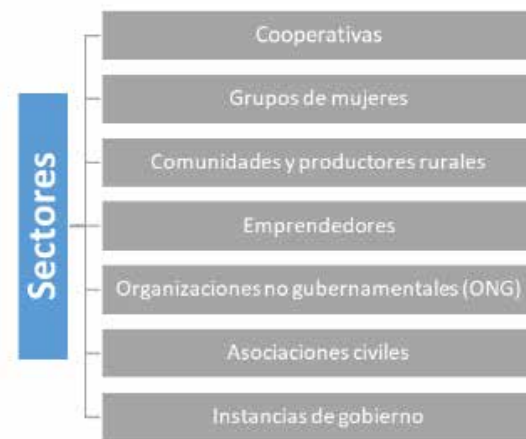 Sectores
Cooperativas
Grupos de mujeres
Comunidades y productores rurales
Emprendedores
Organizaciones no gubernamentales (ONG)
Asociaciones civiles
Instancias de gobierno